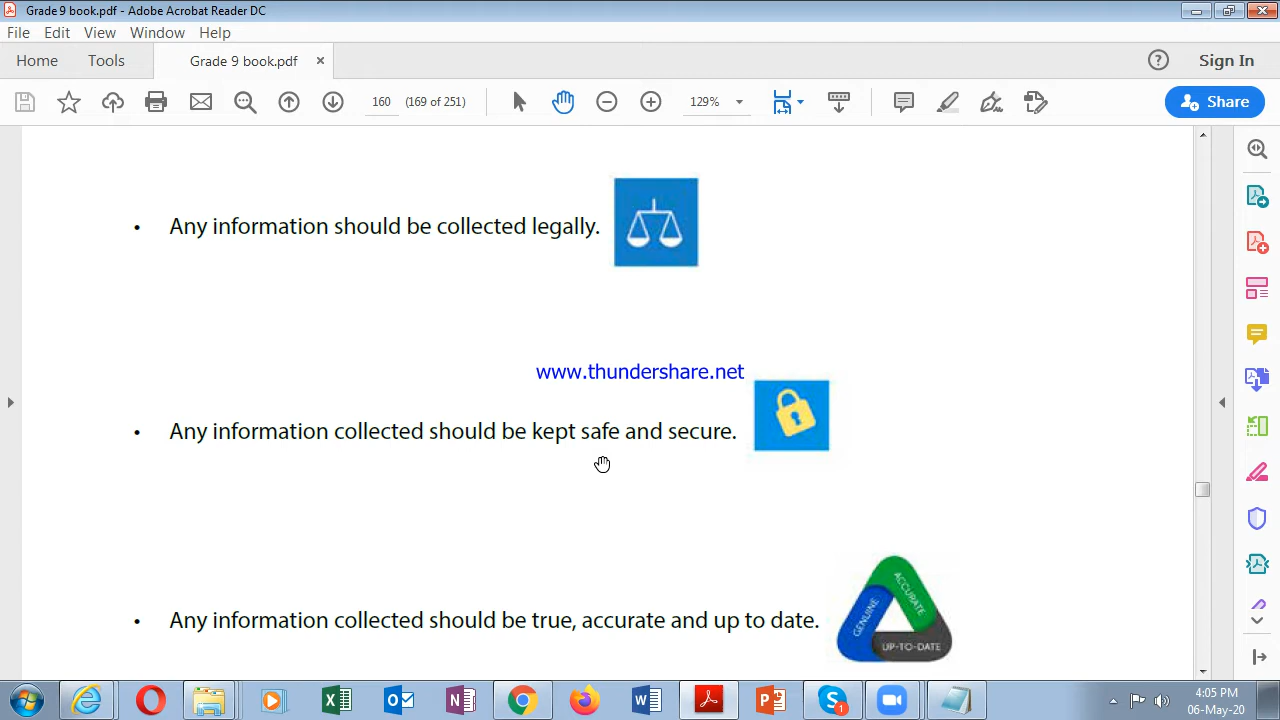 Grade 9 book.pdf - Adobe Acrobat Reader DC
File Edit View Window Help
Home Tools Grade 9 book.pdf × Sign In
160 (169 of 251) 129% Share
• Any information should be collected legally.
www.thundershare.net
• Any information collected should be kept safe and secure.
• Any information collected should be true, accurate and up to date.
GENUINE
ACCURATE
UP-TO-DATE
4:05 PM
06-May-20